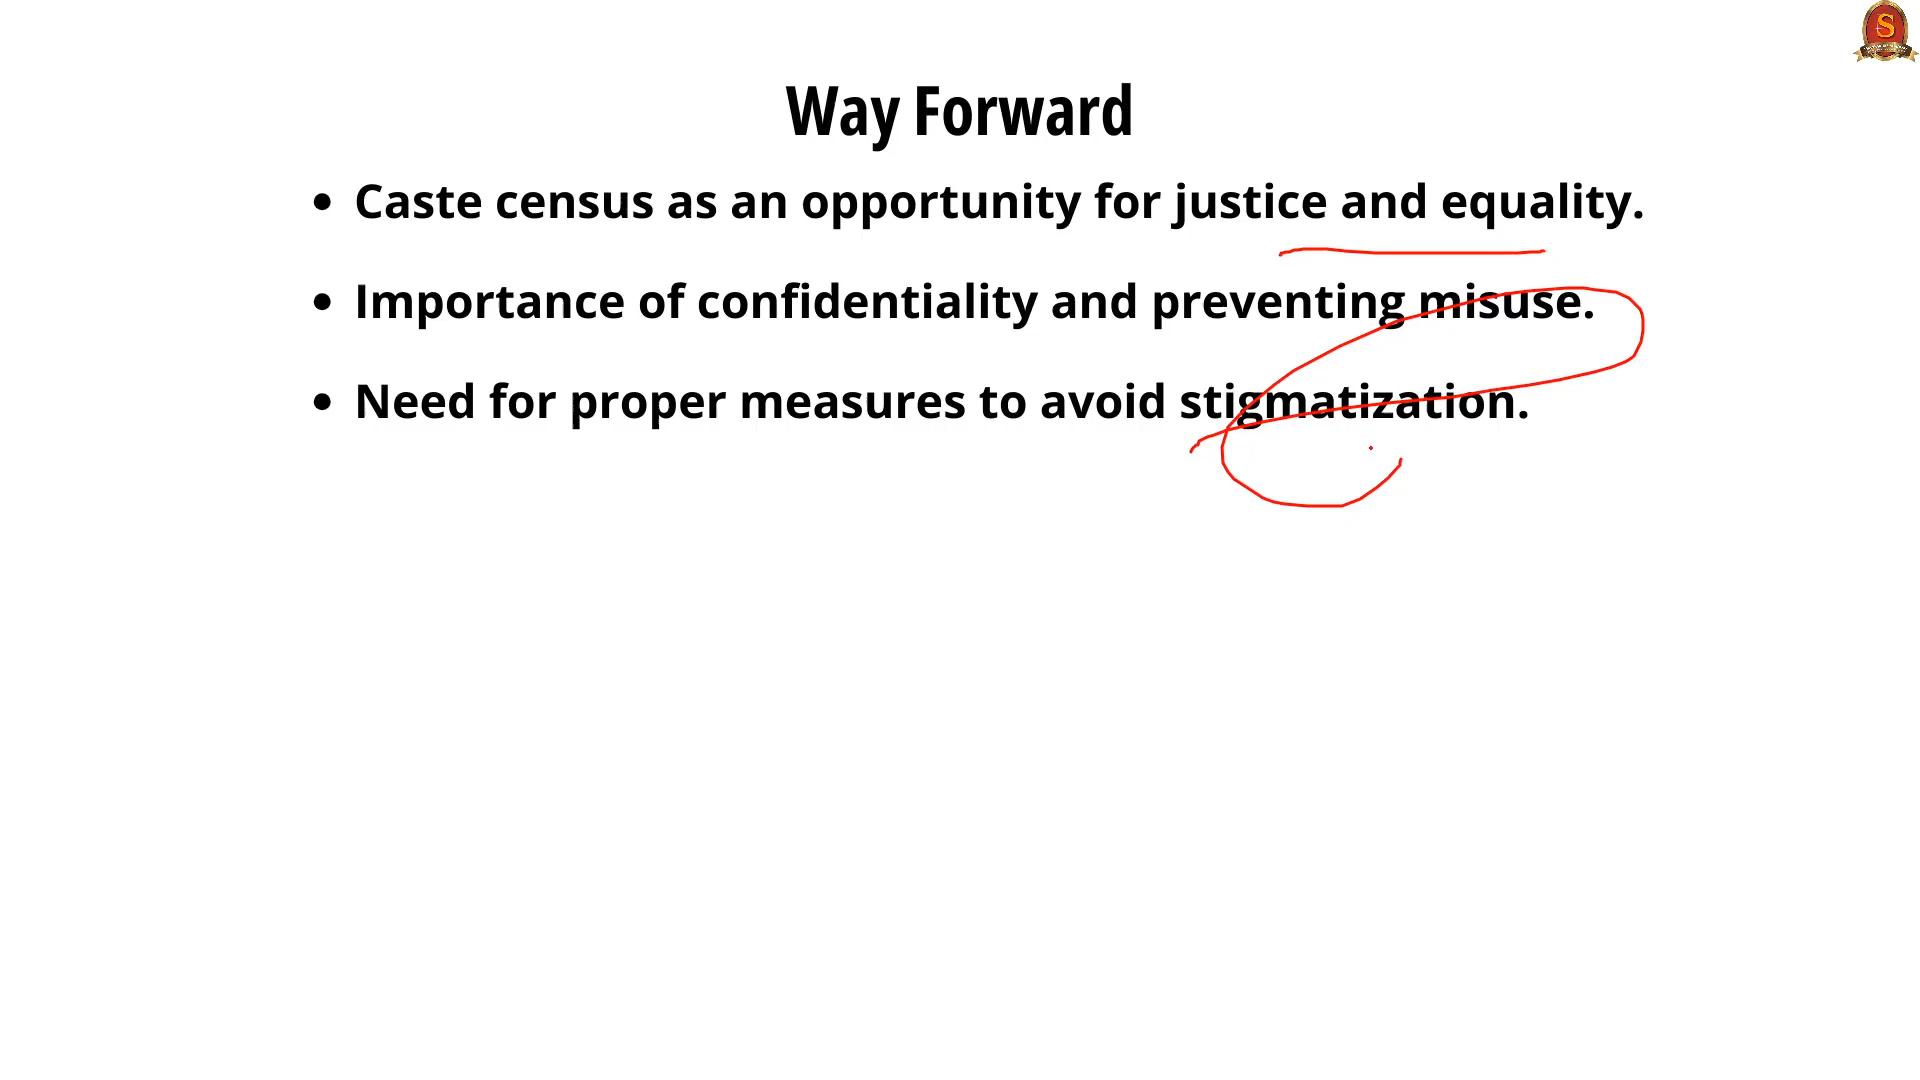 Way Forward
Caste census as an opportunity for justice and equality.
Importance of confidentiality and preventing misuse.
Need for proper measures to avoid stigmatization.
S